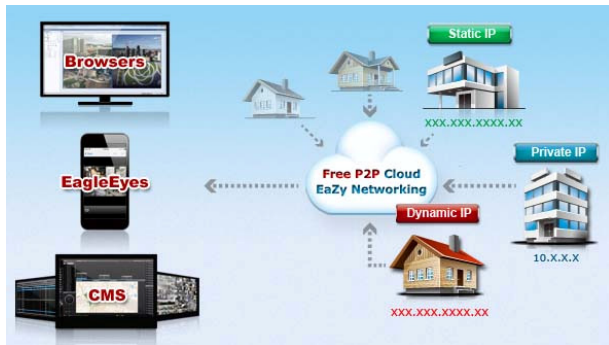 Browsers
EagleEyes
CMS
Free P2P Cloud
EaZy Networking
Static IP
XXX.XXX.XXXX.XX
Private IP
10.X.X.X
Dynamic IP
XXX.XXX.XXXX.XX